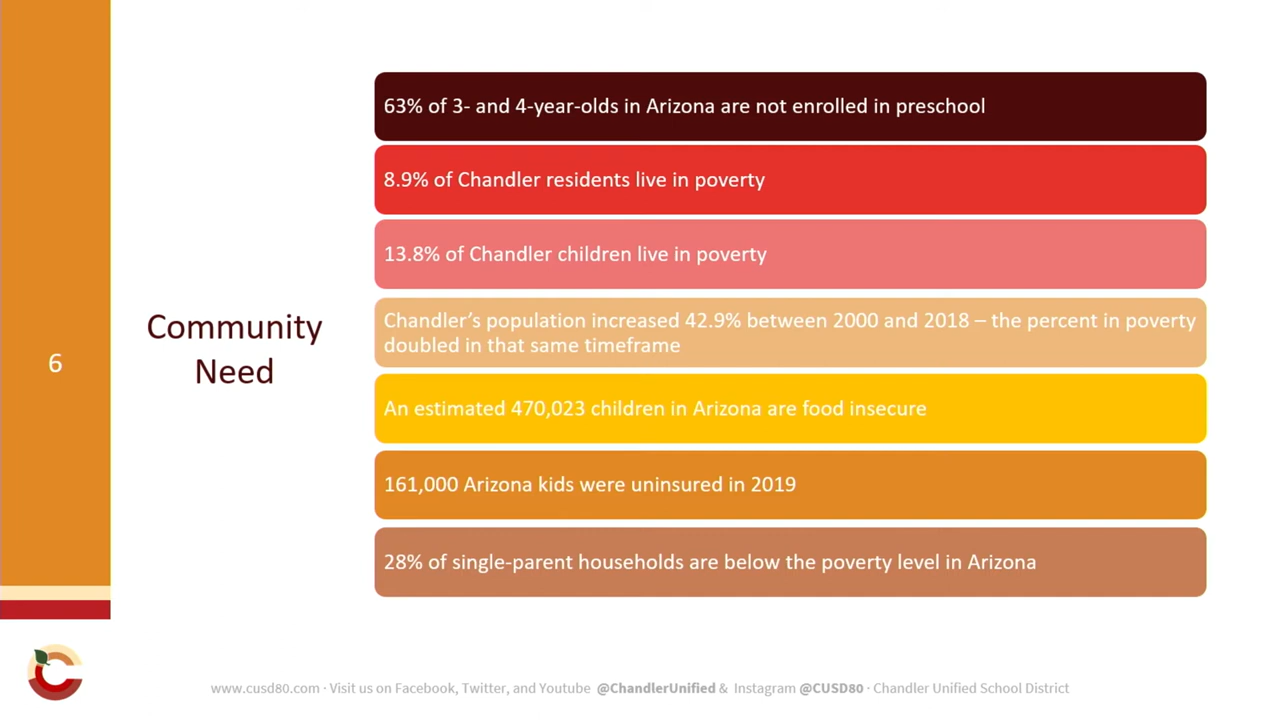 63% of 3- and 4-year-olds in Arizona are not enrolled in preschool
8.9% of Chandler residents live in poverty
13.8% of Chandler children live in poverty
Chandler’s population increased 42.9% between 2000 and 2018 – the percent in poverty
doubled in that same timeframe
An estimated 470,023 children in Arizona are food insecure
161,000 Arizona kids were uninsured in 2019
28% of single-parent households are below the poverty level in Arizona
Community
Need
6
www.cusd80.com · Visit us on Facebook, Twitter, and Youtube @ChandlerUnified & Instagram @CUSD80 · Chandler Unified School District